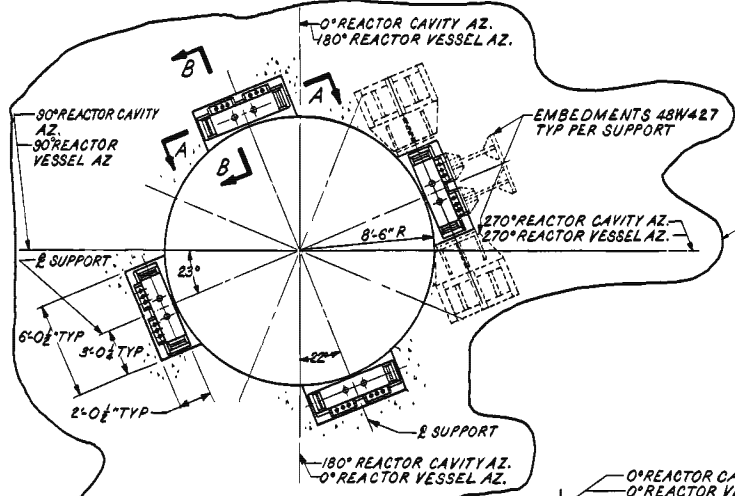 0° REACTOR CAVITY AZ.
180° REACTOR VESSEL AZ.
B
A
90° REACTOR CAVITY
AZ.
90° REACTOR
VESSEL AZ
EMBEDMENTS 48W427
TYP PER SUPPORT
A
B
270° REACTOR CAVITY AZ.
270° REACTOR VESSEL AZ.
8'-6" R
℄ SUPPORT
23°
6'-0½" TYP
3'-0½ TYP
22°
2'-0½" TYP
℄ SUPPORT
180° REACTOR CAVITY AZ.
0° REACTOR VESSEL AZ.
0° REACTOR CA
0° REACTOR V